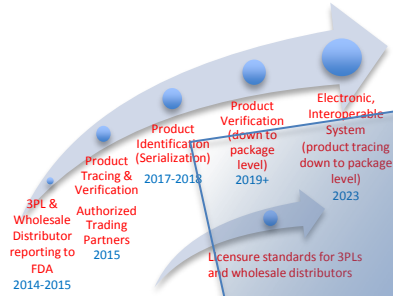 3PL &
Wholesale
Distributor
reporting to
FDA
2014-2015
Product
Tracing &
Verification
Authorized
Trading
Partners
2015
Product
Identification
(Serialization)
2017-2018
Product
Verification
(down to
package
level)
2019+
Electronic,
Interoperable
System
(product tracing
down to package
level)
2023
Licensure standards for 3PLs
and wholesale distributors